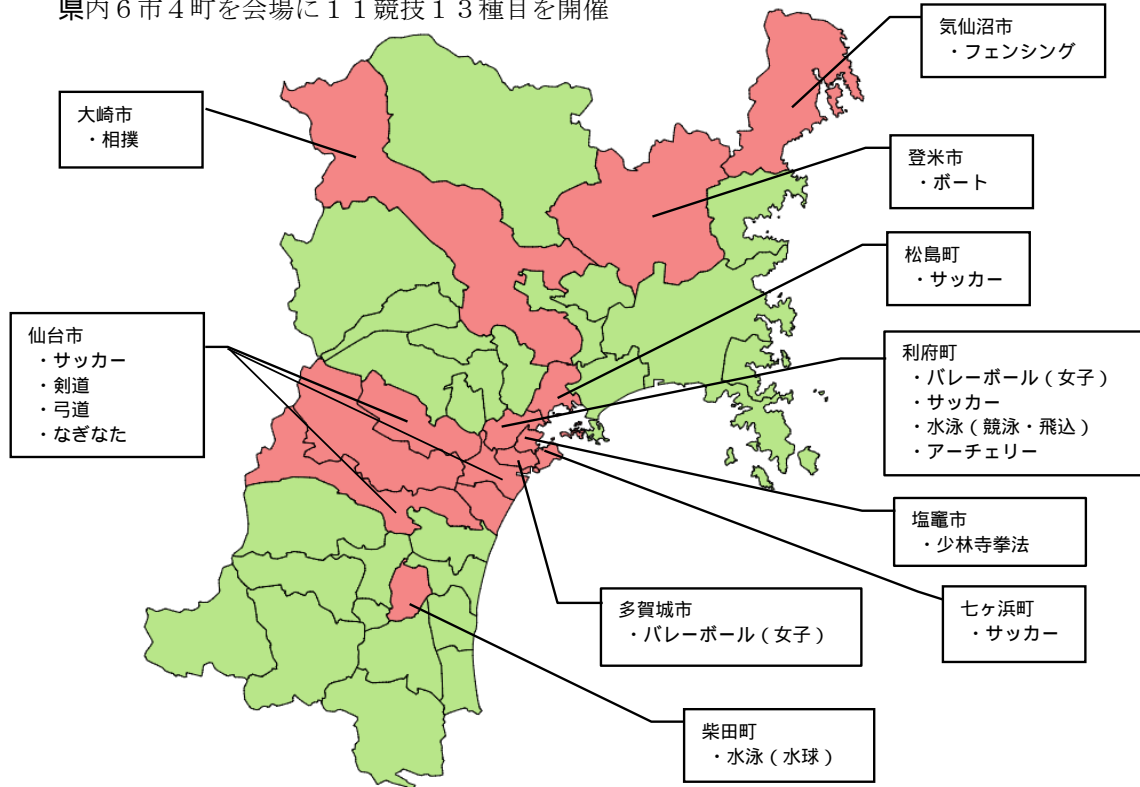 県内６市４町を会場に１１競技１３種目を開催
気仙沼市
・フェンシング
大崎市
・相撲
登米市
・ボート
松島町
・サッカー
仙台市
・サッカー
・剣道
・弓道
・なぎなた
利府町
・バレーボール（女子）
・サッカー
・水泳（競泳・飛込）
・アーチェリー
塩竈市
・少林寺拳法
七ヶ浜町
・サッカー
多賀城市
・バレーボール（女子）
柴田町
・水泳（水球）